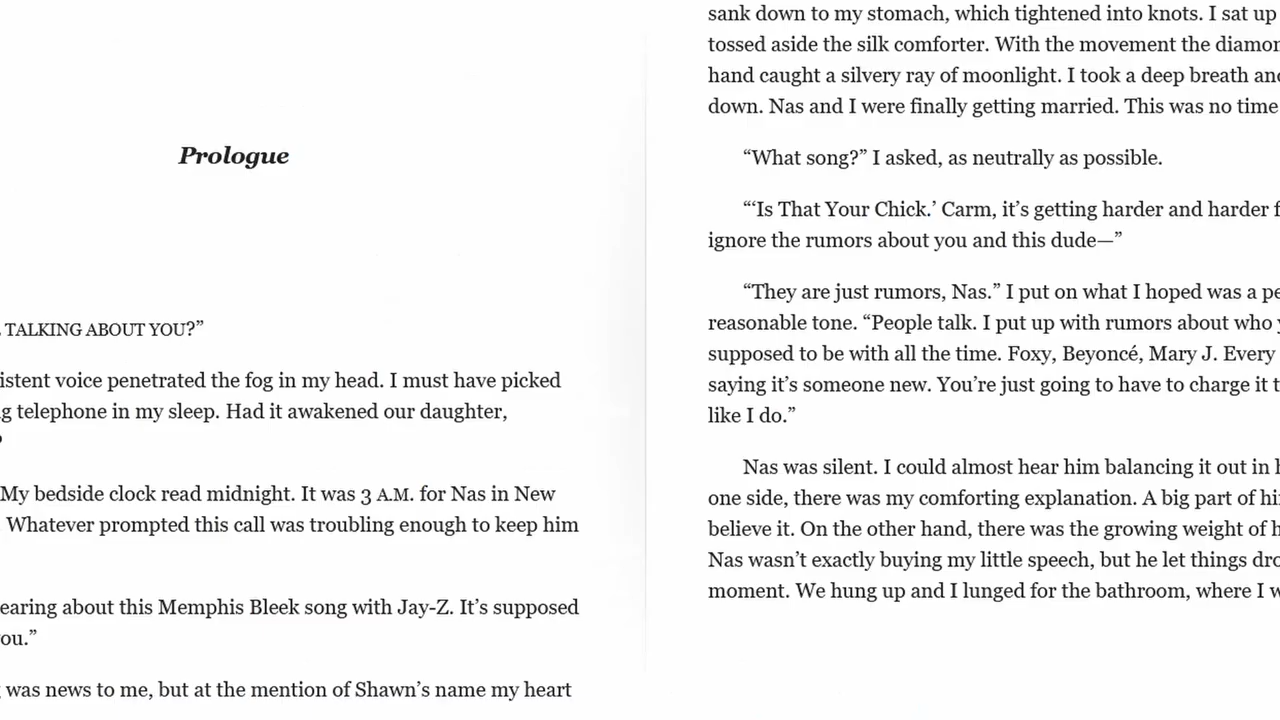 Prologue
TALKING ABOUT YOU?”
istent voice penetrated the fog in my head. I must have picked
g telephone in my sleep. Had it awakened our daughter,
?
My bedside clock read midnight. It was 3 A.M. for Nas in New
. Whatever prompted this call was troubling enough to keep him
earing about this Memphis Bleek song with Jay-Z. It’s supposed
ou.”
g was news to me, but at the mention of Shawn’s name my heart
sank down to my stomach, which tightened into knots. I sat up
tossed aside the silk comforter. With the movement the diamon
hand caught a silvery ray of moonlight. I took a deep breath and
down. Nas and I were finally getting married. This was no time
“What song?” I asked, as neutrally as possible.
“‘Is That Your Chick.’ Carm, it’s getting harder and harder f
ignore the rumors about you and this dude—”
“They are just rumors, Nas.” I put on what I hoped was a pe
reasonable tone. “People talk. I put up with rumors about who y
supposed to be with all the time. Foxy, Beyoncé, Mary J. Every
saying it’s someone new. You’re just going to have to charge it t
like I do.”
Nas was silent. I could almost hear him balancing it out in h
one side, there was my comforting explanation. A big part of hi
believe it. On the other hand, there was the growing weight of h
Nas wasn’t exactly buying my little speech, but he let things dro
moment. We hung up and I lunged for the bathroom, where I w